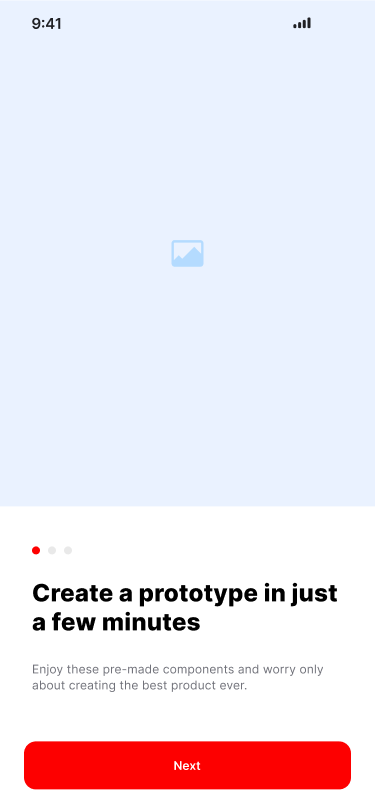 9:41
Create a prototype in just
a few minutes
Enjoy these pre-made components and worry only
about creating the best product ever.
Next